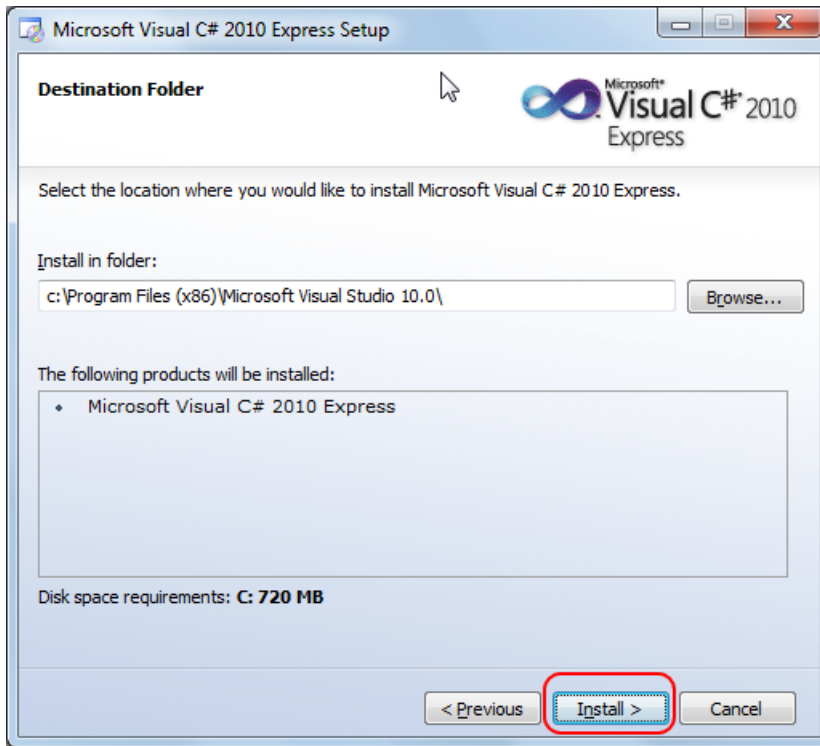 Microsoft Visual C# 2010 Express Setup
Destination Folder
Microsoft®
Visual C#® 2010
Express
Select the location where you would like to install Microsoft Visual C# 2010 Express.
Install in folder:
c:\Program Files (x86)\Microsoft Visual Studio 10.0\
Browse...
The following products will be installed:
• Microsoft Visual C# 2010 Express
Disk space requirements: C: 720 MB
< Previous
Install >
Cancel